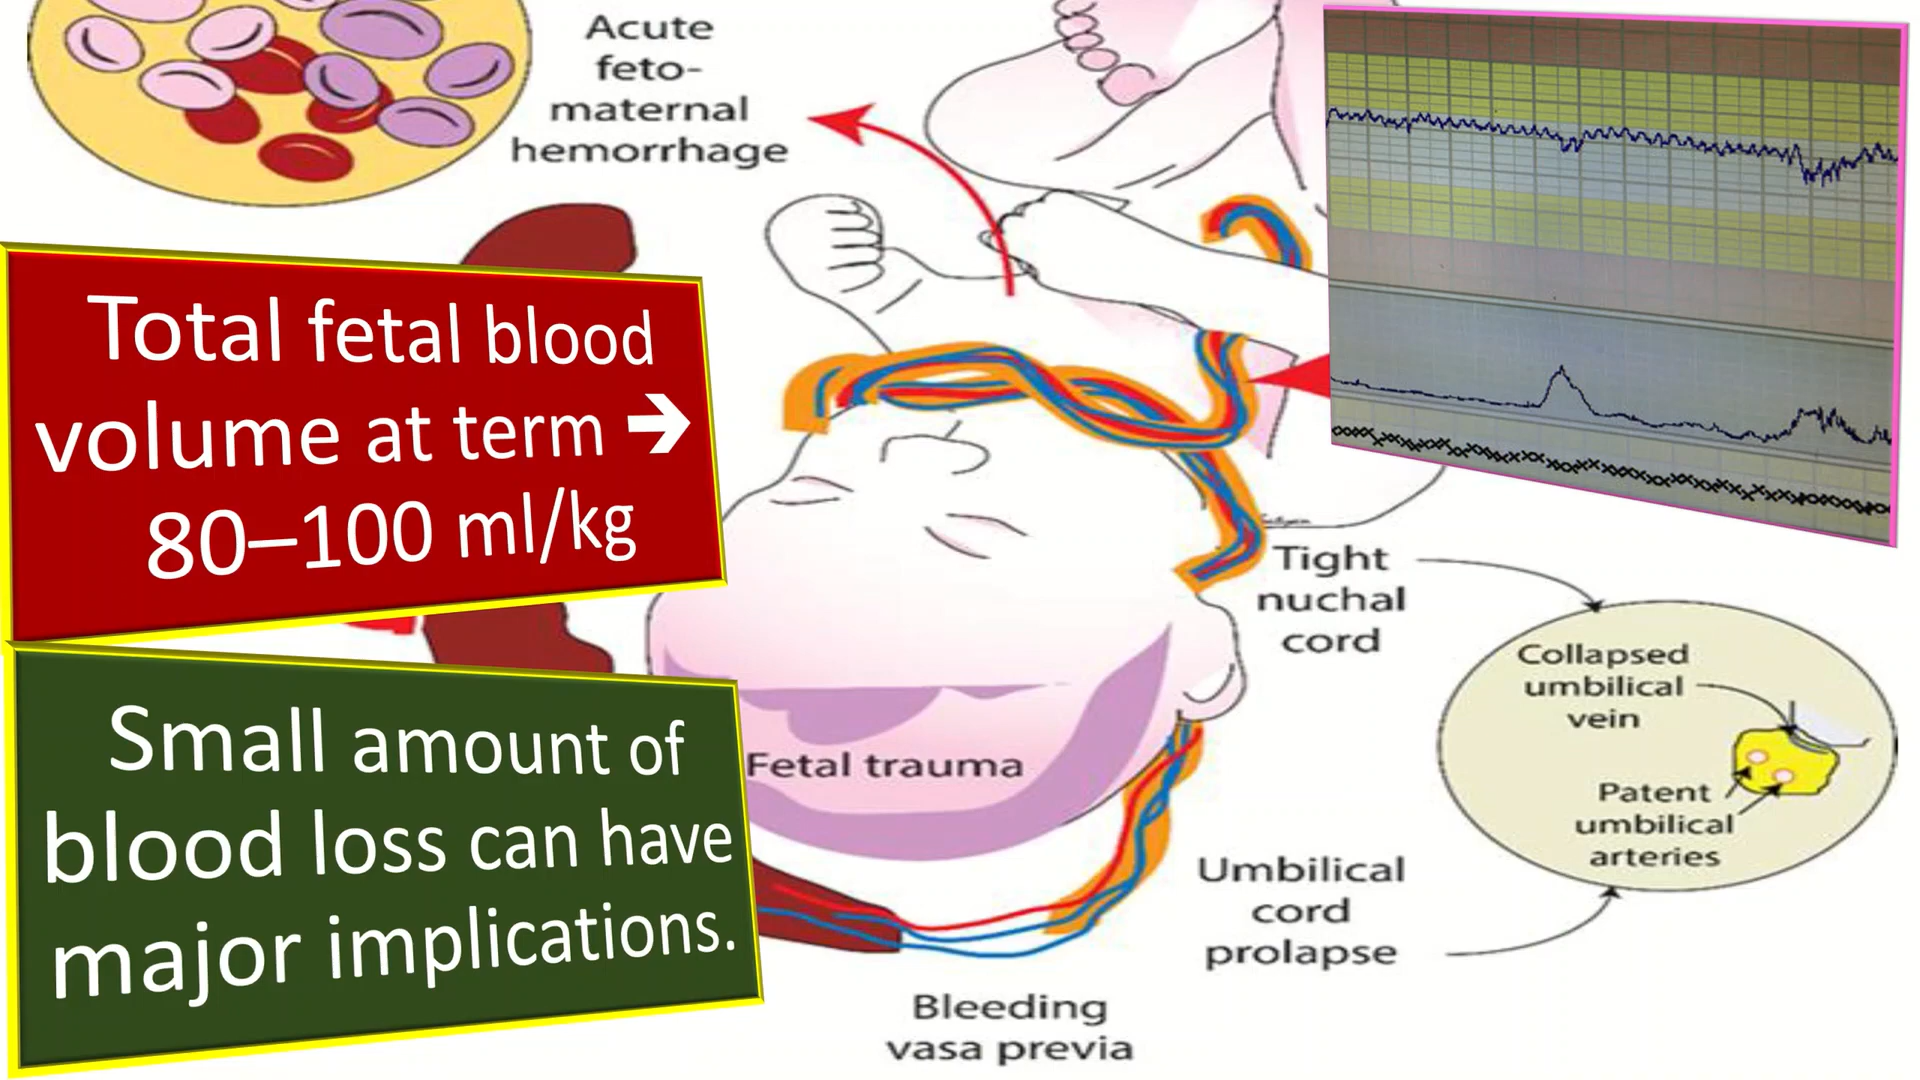 Acute
feto-
maternal
hemorrhage
Total fetal blood
volume at term ➔
80–100 ml/kg
Small amount of
blood loss can have
major implications.
Fetal trauma
Tight
nuchal
cord
Collapsed
umbilical
vein
Patent
umbilical
arteries
Umbilical
cord
prolapse
Bleeding
vasa previa